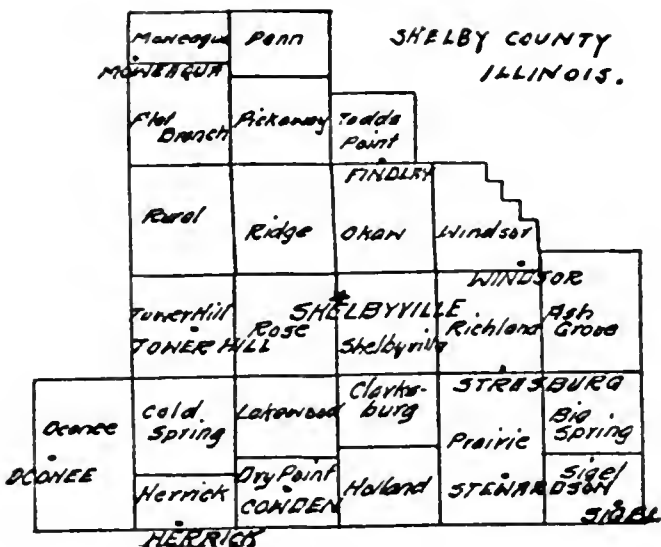 SHELBY COUNTY
ILLINOIS.
Moweaqua
Penn
MOWEAQUA
Flat
Branch
Pickaway
Todds
Point
FINDLEY
Rural
Ridge
Okaw
Windsor
WINDSOR
Tower Hill
TOWER HILL
Rose
SHELBYVILLE
Shelbyville
Richland
Ash
Grove
STRASBURG
Oconee
OCONEE
Cold
Spring
Lakewood
Clarks-
burg
Prairie
Big
Spring
Herrick
HERRICK
Dry Point
COWDEN
Holland
STEWARDSON
Sigel
SIGEL